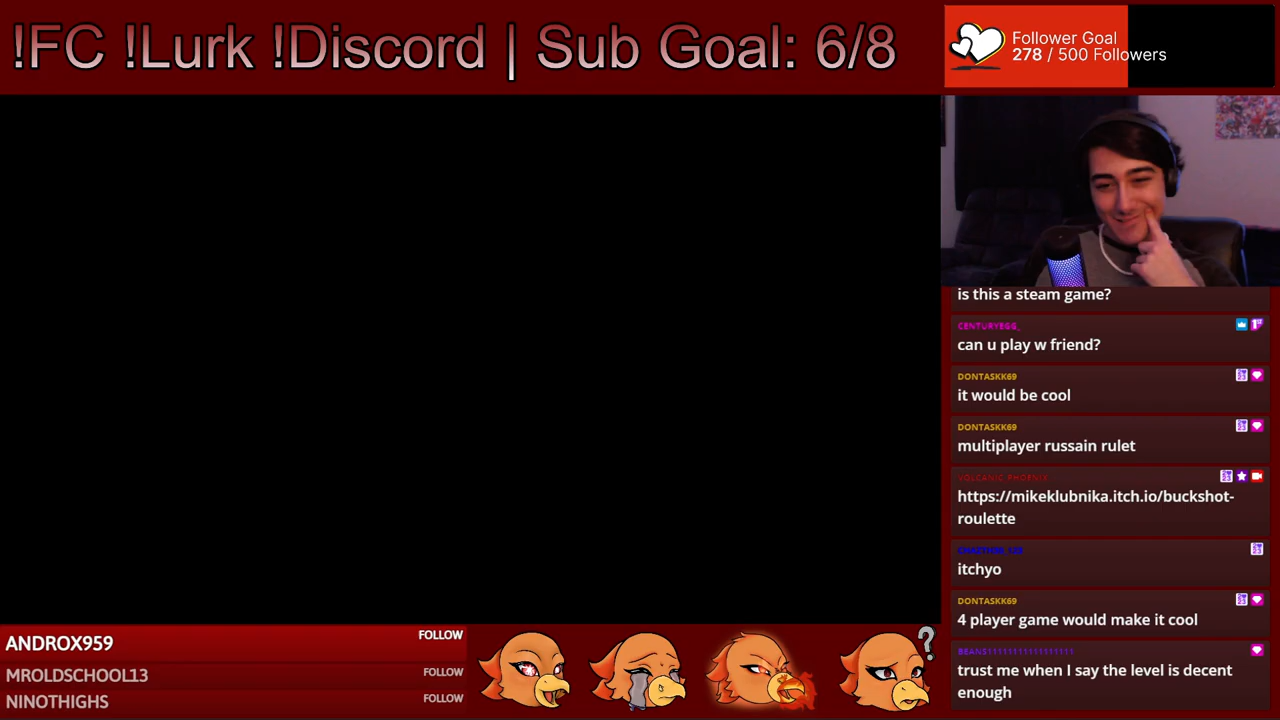 !FC !Lurk !Discord | Sub Goal: 6/8
Follower Goal
278 / 500 Followers
is this a steam game?
CENTURYEGG_
can u play w friend?
DONTASKK69
it would be cool
DONTASKK69
multiplayer russain rulet
VOLCANIC_PHOENIX
https://mikeklubnika.itch.io/buckshot-
roulette
itchyo
DONTASKK69
4 player game would make it cool
trust me when I say the level is decent
enough
ANDROX959 FOLLOW
MROLDSCHOOL13 FOLLOW
NINOTHIGHS FOLLOW
?